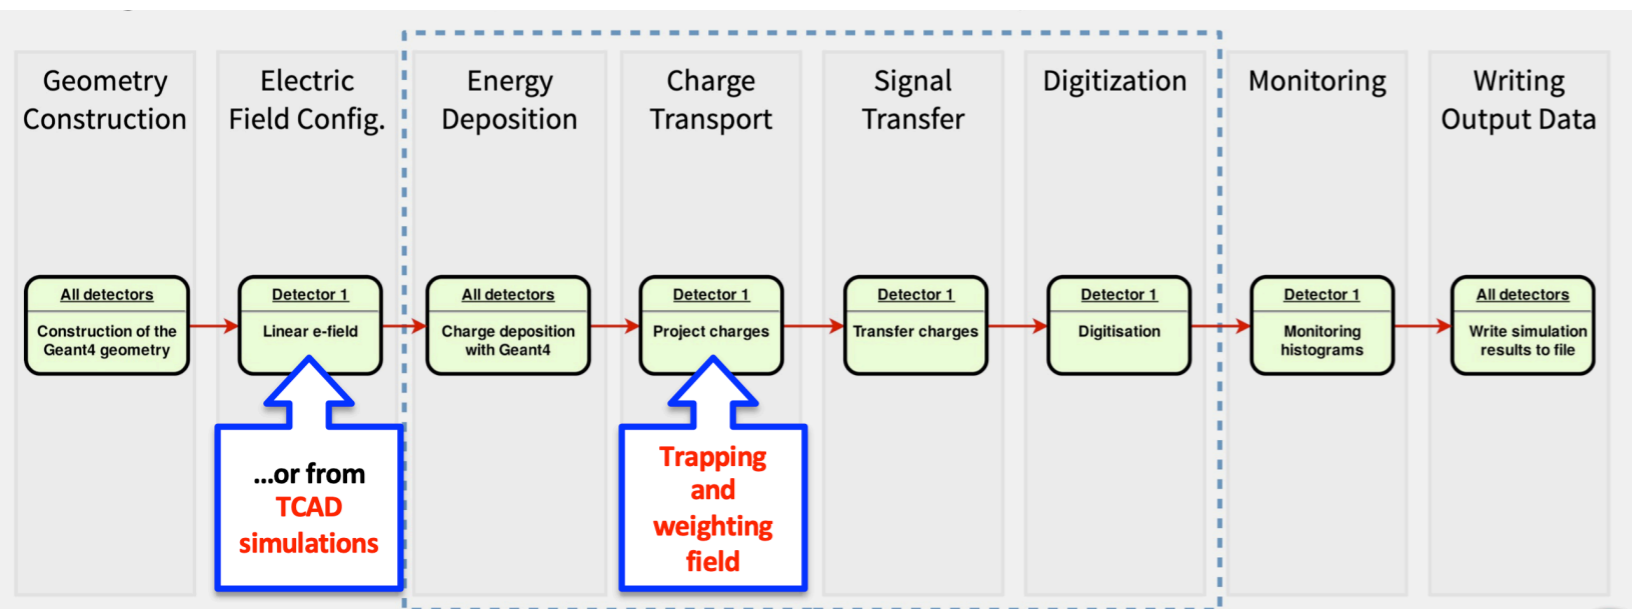 Geometry
Construction
Electric
Field Config.
Energy
Deposition
Charge
Transport
Signal
Transfer
Digitization
Monitoring
Writing
Output Data
All detectors
Construction of the
Geant4 geometry
Detector 1
Linear e-field
All detectors
Charge deposition
with Geant4
Detector 1
Project charges
Detector 1
Transfer charges
Detector 1
Digitisation
Detector 1
Monitoring
histograms
All detectors
Write simulation
results to file
...or from
TCAD
simulations
Trapping
and
weighting
field